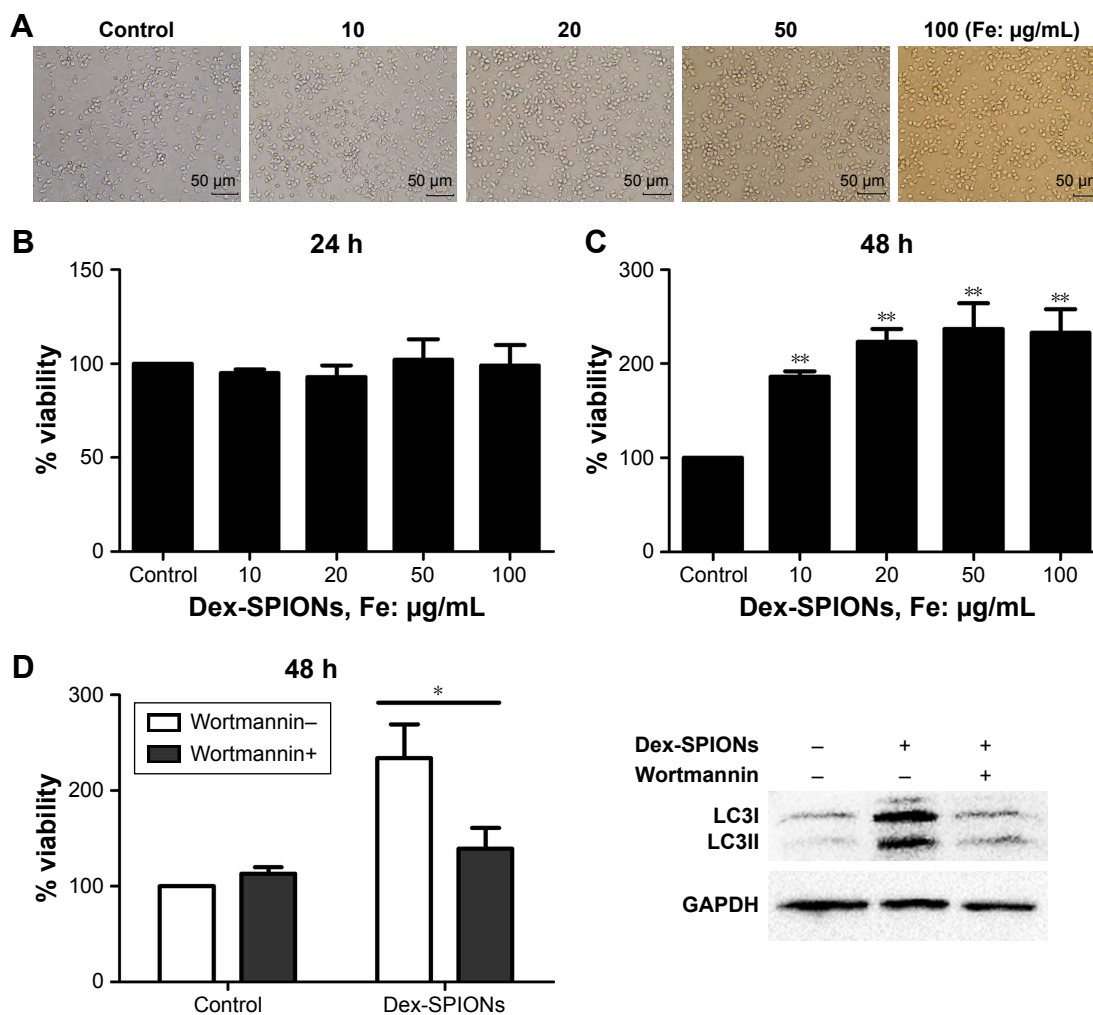 A
Control 10 20 50 100 (Fe: µg/mL)
50 µm 50 µm 50 µm 50 µm 50 µm
B
24 h
150
100
50
0
% viability
Control 10 20 50 100
Dex-SPIONs, Fe: µg/mL
C
48 h
300
200
100
0
% viability
** ** ** **
Control 10 20 50 100
Dex-SPIONs, Fe: µg/mL
D
48 h
300
200
100
0
% viability
Wortmannin–
Wortmannin+
*
Control Dex-SPIONs
Dex-SPIONs – + +
Wortmannin – – +
LC3I
LC3II
GAPDH